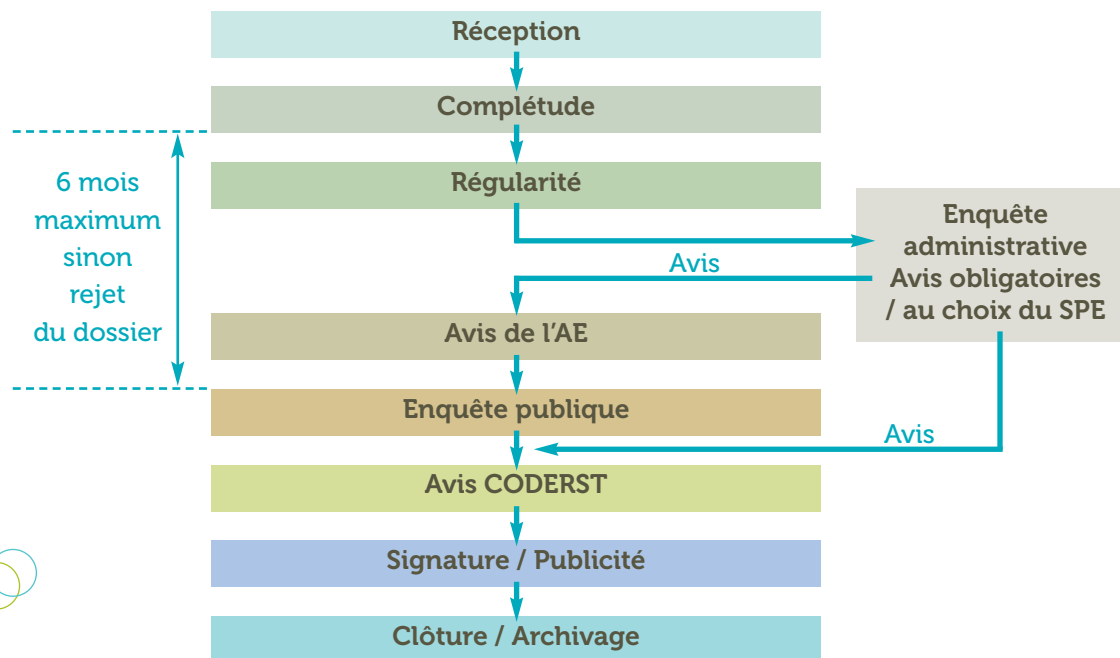 Réception
Complétude
Régularité
6 mois
maximum
sinon
rejet
du dossier
Enquête
administrative
Avis obligatoires
/ au choix du SPE
Avis
Avis de l'AE
Enquête publique
Avis
Avis CODERST
Signature / Publicité
Clôture / Archivage